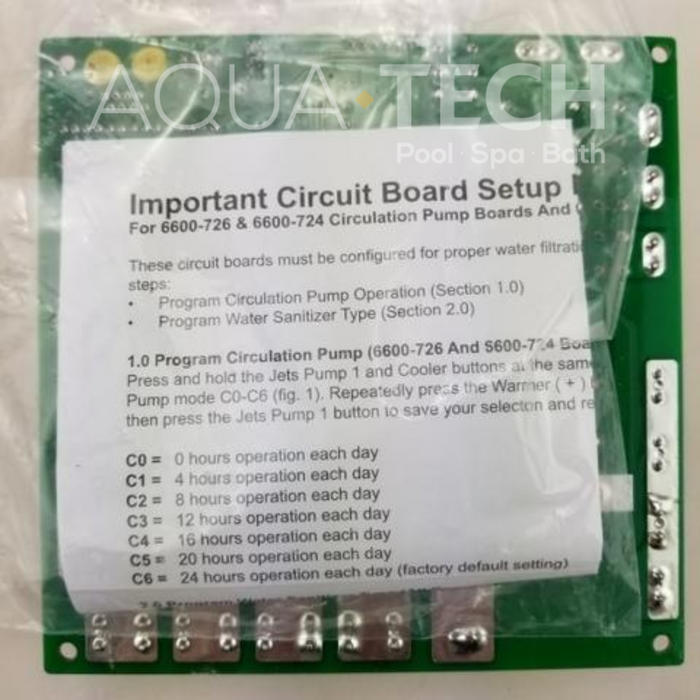 AQUA TECH
Pool · Spa · Bath
Important Circuit Board Setup
For 6600-726 & 6600-724 Circulation Pump Boards And
These circuit boards must be configured for proper water filtrati
steps:
• Program Circulation Pump Operation (Section 1.0)
• Program Water Sanitizer Type (Section 2.0)
1.0 Program Circulation Pump (6600-726 And 6600-724 Boa
Press and hold the Jets Pump 1 and Cooler buttons at the sam
Pump mode C0-C6 (fig. 1). Repeatedly press the Warmer ( + )
then press the Jets Pump 1 button to save your selection and re
C0 = 0 hours operation each day
C1 = 4 hours operation each day
C2 = 8 hours operation each day
C3 = 12 hours operation each day
C4 = 16 hours operation each day
C5 = 20 hours operation each day
C6 = 24 hours operation each day (factory default setting)